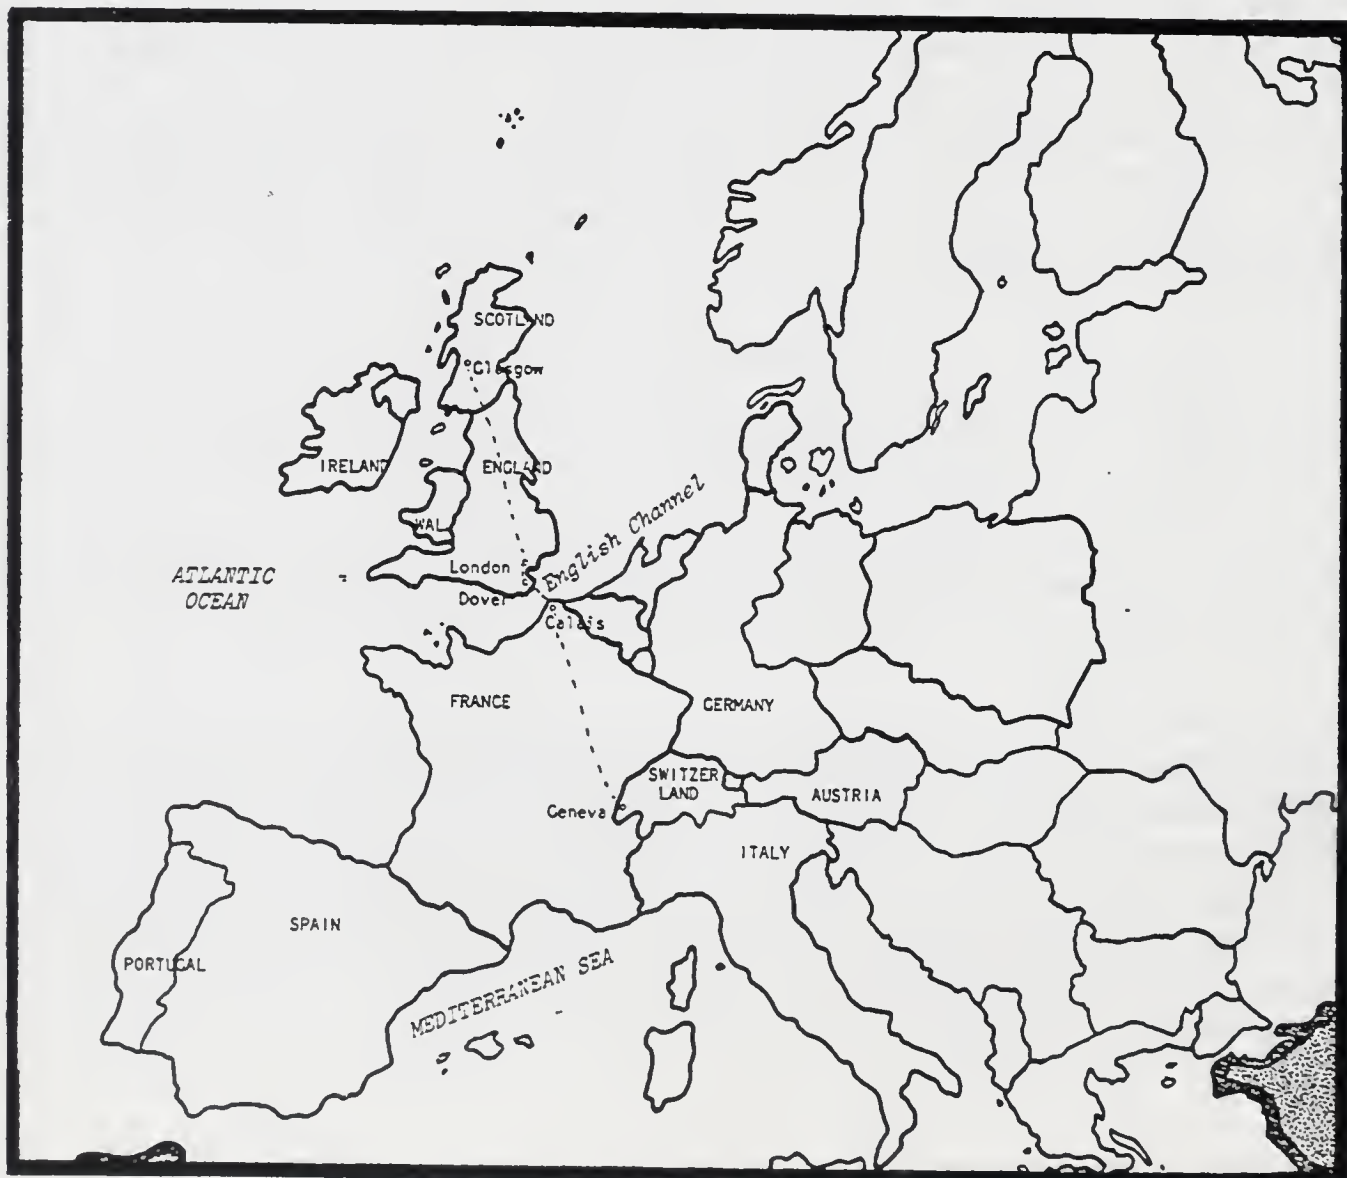 SCOTLAND
Glasgow
IRELAND
ENGLAND
WAL
English Channel
London
ATLANTIC
OCEAN
Dover
Calais
FRANCE
GERMANY
SWITZER
LAND
AUSTRIA
Geneva
ITALY
SPAIN
PORTUGAL
MEDITERRANEAN SEA